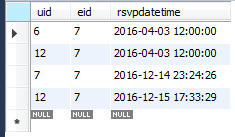 uid eid rsvpdatetime
6 7 2016-04-03 12:00:00
12 7 2016-04-03 12:00:00
7 7 2016-12-14 23:24:26
12 7 2016-12-15 17:33:29
NULL NULL NULL